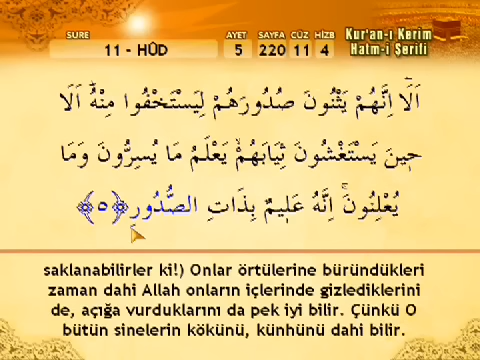 SURE AYET SAYFA CÜZ HİZB
11 - HÛD 5 220 11 4
Kur'an-ı Kerim
Hatm-i Şerifi
اَلَٓا اِنَّهُمْ يَثْنُونَ صُدُورَهُمْ لِيَسْتَخْفُوا مِنْهُؕ اَلَا
ح۪ينَ يَسْتَغْشُونَ ثِيَابَهُمْۙ يَعْلَمُ مَا يُسِرُّونَ وَمَا
يُعْلِنُونَۚ اِنَّهُ عَل۪يمٌ بِذَاتِ الصُّدُورِ ﴿٥﴾
saklanabilirler ki!) Onlar örtülerine büründükleri
zaman dahi Allah onların içlerinde gizlediklerini
de, açığa vurduklarını da pek iyi bilir. Çünkü O
bütün sinelerin kökünü, künhünü dahi bilir.